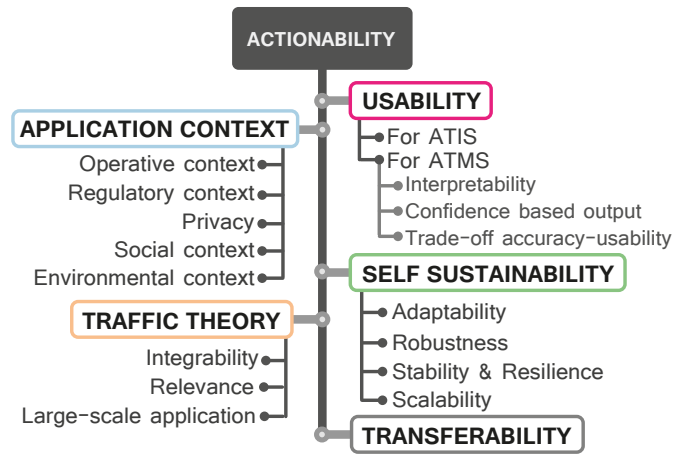 ACTIONABILITY
USABILITY
For ATIS
For ATMS
Interpretability
Confidence based output
Trade-off accuracy-usability
APPLICATION CONTEXT
Operative context
Regulatory context
Privacy
Social context
Environmental context
SELF SUSTAINABILITY
Adaptability
Robustness
Stability & Resilience
Scalability
TRAFFIC THEORY
Integrability
Relevance
Large-scale application
TRANSFERABILITY